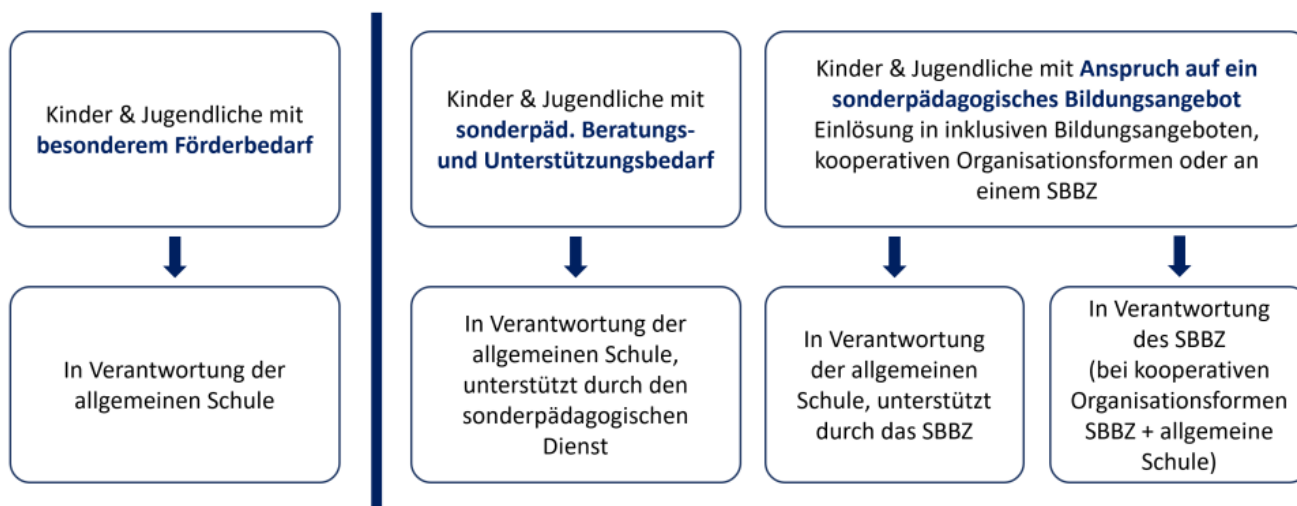 Kinder & Jugendliche mit
besonderem Förderbedarf
Kinder & Jugendliche mit
sonderpäd. Beratungs-
und Unterstützungsbedarf
Kinder & Jugendliche mit Anspruch auf ein
sonderpädagogisches Bildungsangebot
Einlösung in inklusiven Bildungsangeboten,
kooperativen Organisationsformen oder an
einem SBBZ
In Verantwortung der
allgemeinen Schule
In Verantwortung der
allgemeinen Schule,
unterstützt durch den
sonderpädagogischen
Dienst
In Verantwortung
der allgemeinen
Schule, unterstützt
durch das SBBZ
In Verantwortung
des SBBZ
(bei kooperativen
Organisationsformen
SBBZ + allgemeine
Schule)